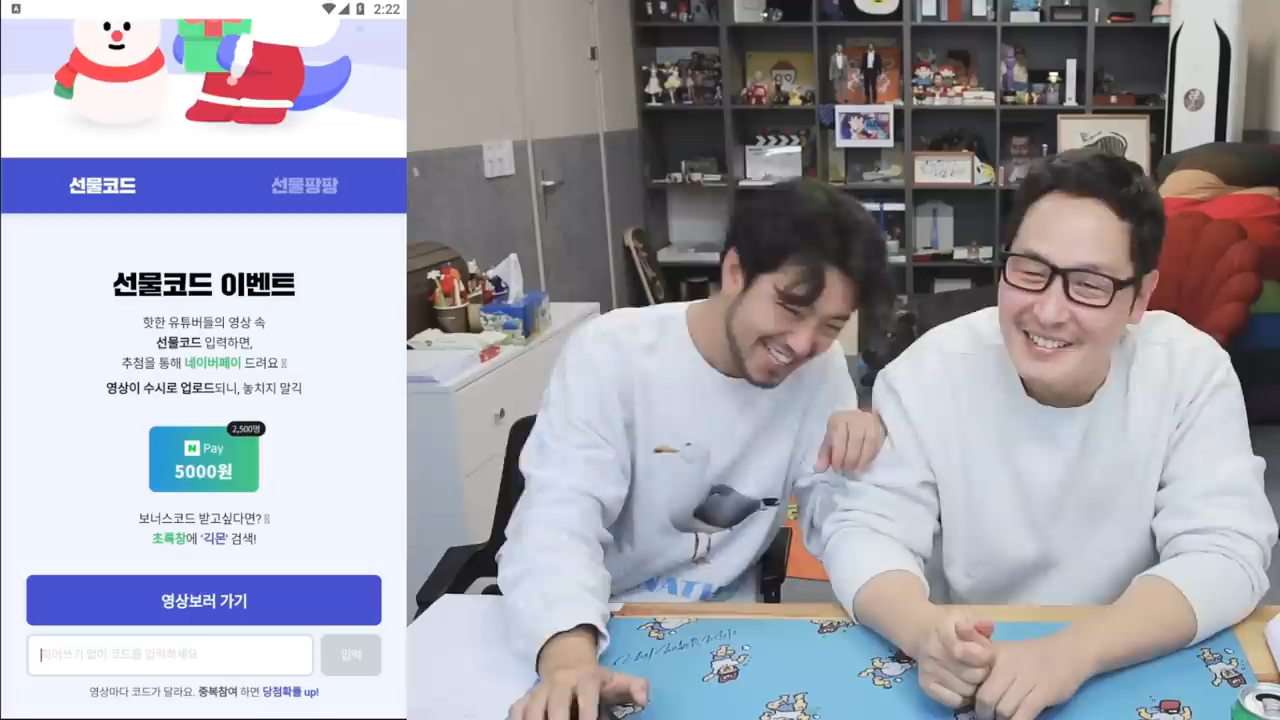 2:22
선물코드
선물팡팡
선물코드 이벤트
핫한 유튜버들의 영상 속
선물코드 입력하면,
추첨을 통해 네이버페이 드려요
영상이 수시로 업로드되니, 놓치지 말긱
2,500명
N Pay
5000원
보너스코드 받고싶다면?
초록창에 '긱몬' 검색!
영상보러 가기
띄어쓰기 없이 코드를 입력하세요
입력
영상마다 코드가 달라요. 중복참여 하면 당첨확률 up!